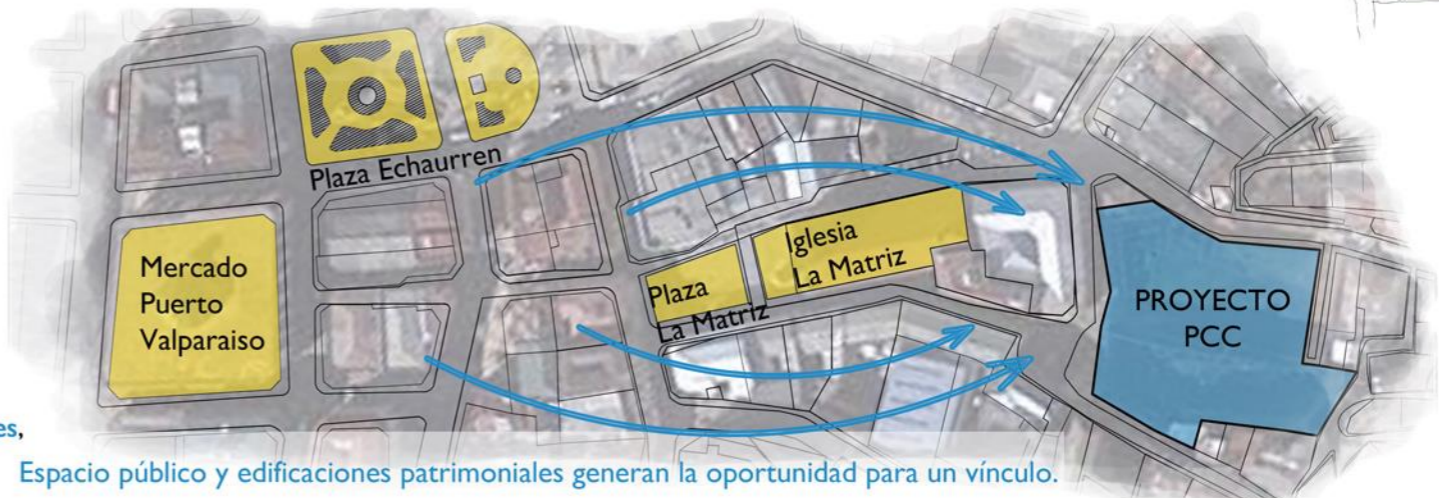 Plaza Echaurren
Mercado
Puerto
Valparaiso
Plaza
La Matriz
Iglesia
La Matriz
PROYECTO
PCC
es,
Espacio público y edificaciones patrimoniales generan la oportunidad para un vínculo.